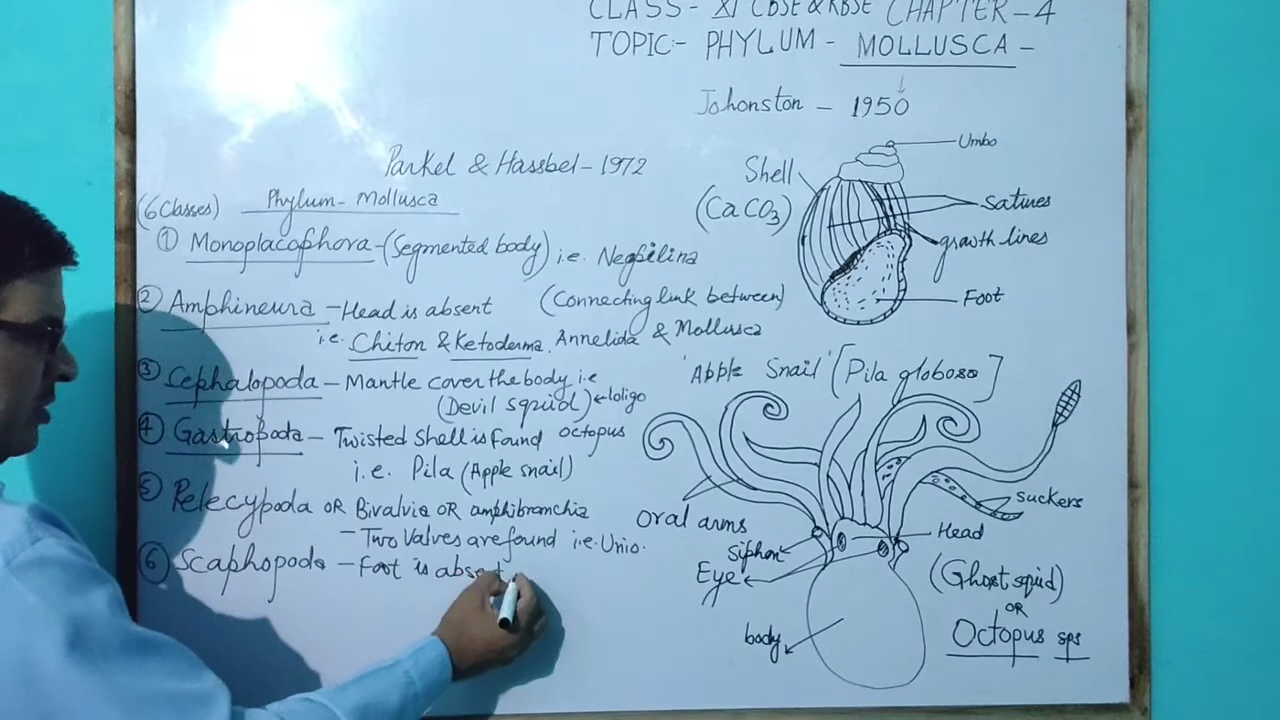 CLASS - XI CBSE & RBSE CHAPTER - 4
TOPIC:- PHYLUM - MOLLUSCA -
Johonston - 1950
Parkel & Hassbel - 1972
(6 Classes) Phylum - Mollusca
① Monoplacophora - (Segmented body) i.e. Negpilina
② Amphineura - Head is absent (Connecting link between)
i.e. Chiton & Ketoderma. Annelida & Mollusca
③ Cephalopoda - Mantle cover the body i.e
(Devil squid) ← loligo
④ Gastropoda - Twisted Shell is found octopus
i.e. Pila (Apple snail)
⑤ Pelecypoda OR Bivalvia OR amphibranchia
- Two Valves are found i.e. Unio.
⑥ Scaphopoda - Foot is absent
Umbo
Shell
(CaCO3)
Satures
growth lines
Foot
'Apple Snail' [Pila globosa]
suckers
Oral arms
Head
Siphon
Eye
(Ghost squid)
OR
Octopus sps
body